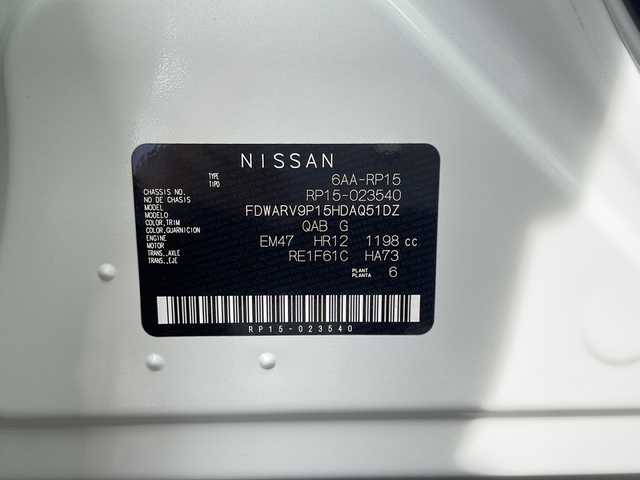 NISSAN
TYPE 6AA-RP15
TIPO
CHASSIS NO. RP15-023540
NO. DE CHASSIS
MODEL FDWARV9P15HDAQ51DZ
MODELO
COLOR,TRIM QAB G
COLOR,GUARNICION
ENGINE EM47 HR12 1198 cc
MOTOR
TRANS.,AXLE RE1F61C HA73
TRANS.,EJE
PLANT 6
PLANTA
RP15-023540